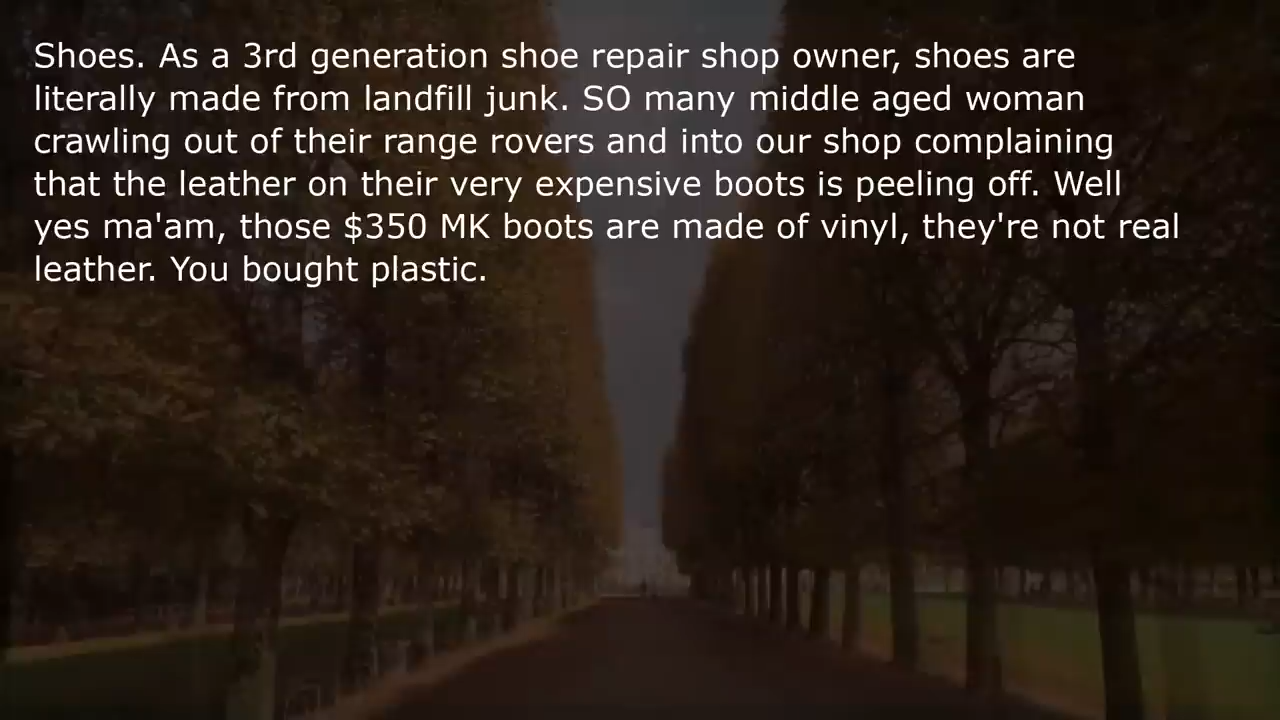 Shoes. As a 3rd generation shoe repair shop owner, shoes are
literally made from landfill junk. SO many middle aged woman
crawling out of their range rovers and into our shop complaining
that the leather on their very expensive boots is peeling off. Well
yes ma'am, those $350 MK boots are made of vinyl, they're not real
leather. You bought plastic.